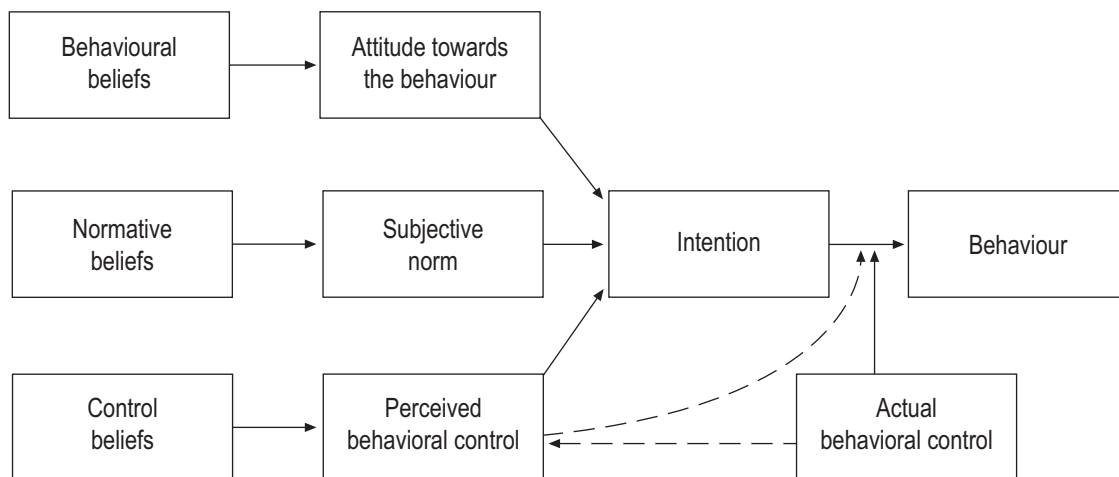 Behavioural
beliefs
Attitude towards
the behaviour
Normative
beliefs
Subjective
norm
Intention
Behaviour
Control
beliefs
Perceived
behavioral control
Actual
behavioral control